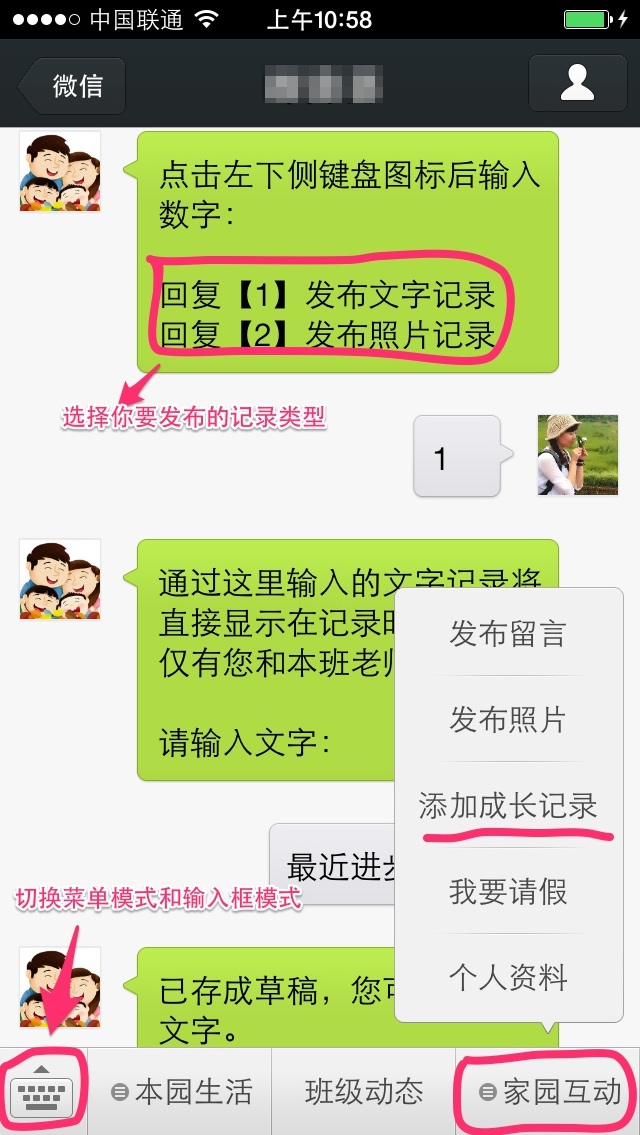 中国联通
上午10:58
微信
点击左下侧键盘图标后输入
数字：
回复【1】发布文字记录
回复【2】发布照片记录
选择你要发布的记录类型
1
通过这里输入的文字记录将
直接显示在记录
仅有您和本班老师
请输入文字：
发布留言
发布照片
添加成长记录
我要请假
个人资料
最近进步
切换菜单模式和输入框模式
已存成草稿，您可
文字。
本园生活
班级动态
家园互动